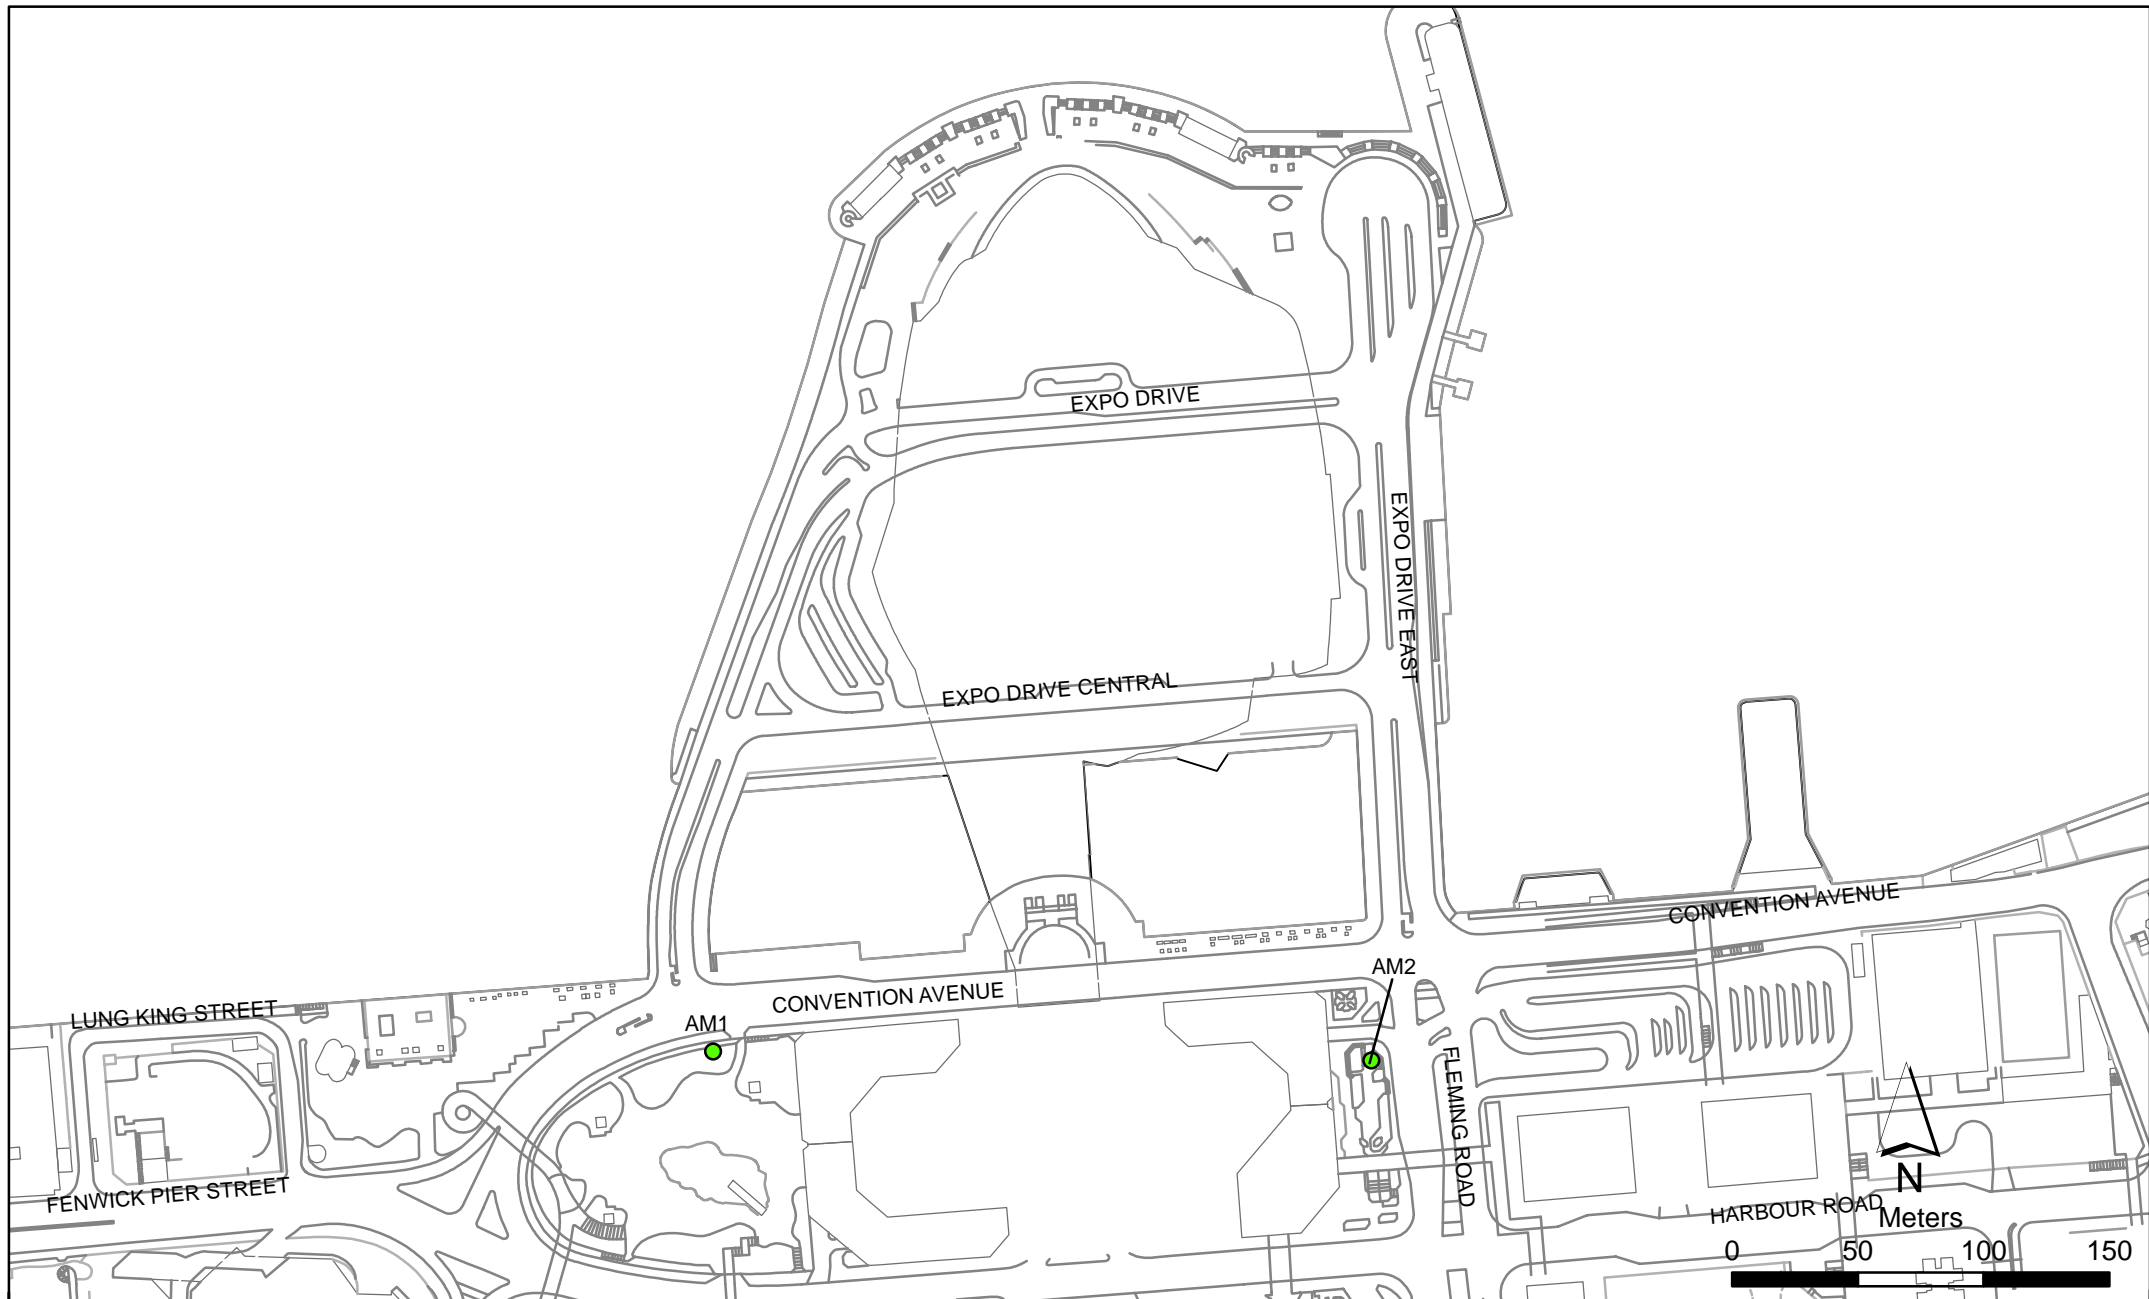 EXPO DRIVE
EXPO DRIVE EAST
EXPO DRIVE CENTRAL
CONVENTION AVENUE
AM2
CONVENTION AVENUE
LUNG KING STREET
AM1
FLEMING ROAD
FENWICK PIER STREET
HARBOUR ROAD
N
Meters
0 50 100 150